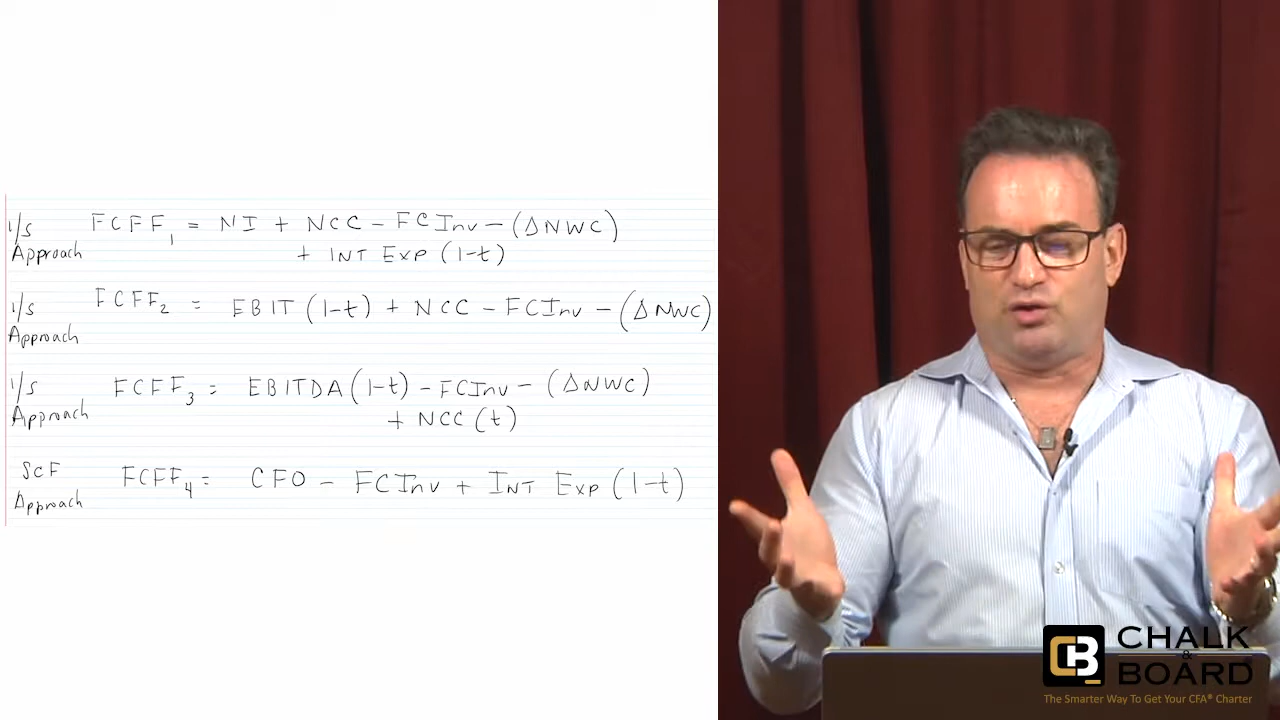 I/S Approach FCFF₁ = NI + NCC - FCInv - (ΔNWC)
+ INT Exp (1-t)
I/S Approach FCFF₂ = EBIT (1-t) + NCC - FCInv - (ΔNWC)
I/S Approach FCFF₃ = EBITDA (1-t) - FCInv - (ΔNWC)
+ NCC (t)
SCF Approach FCFF₄ = CFO - FCInv + INT Exp (1-t)
CB CHALK
&
BOARD
The Smarter Way To Get Your CFA® Charter